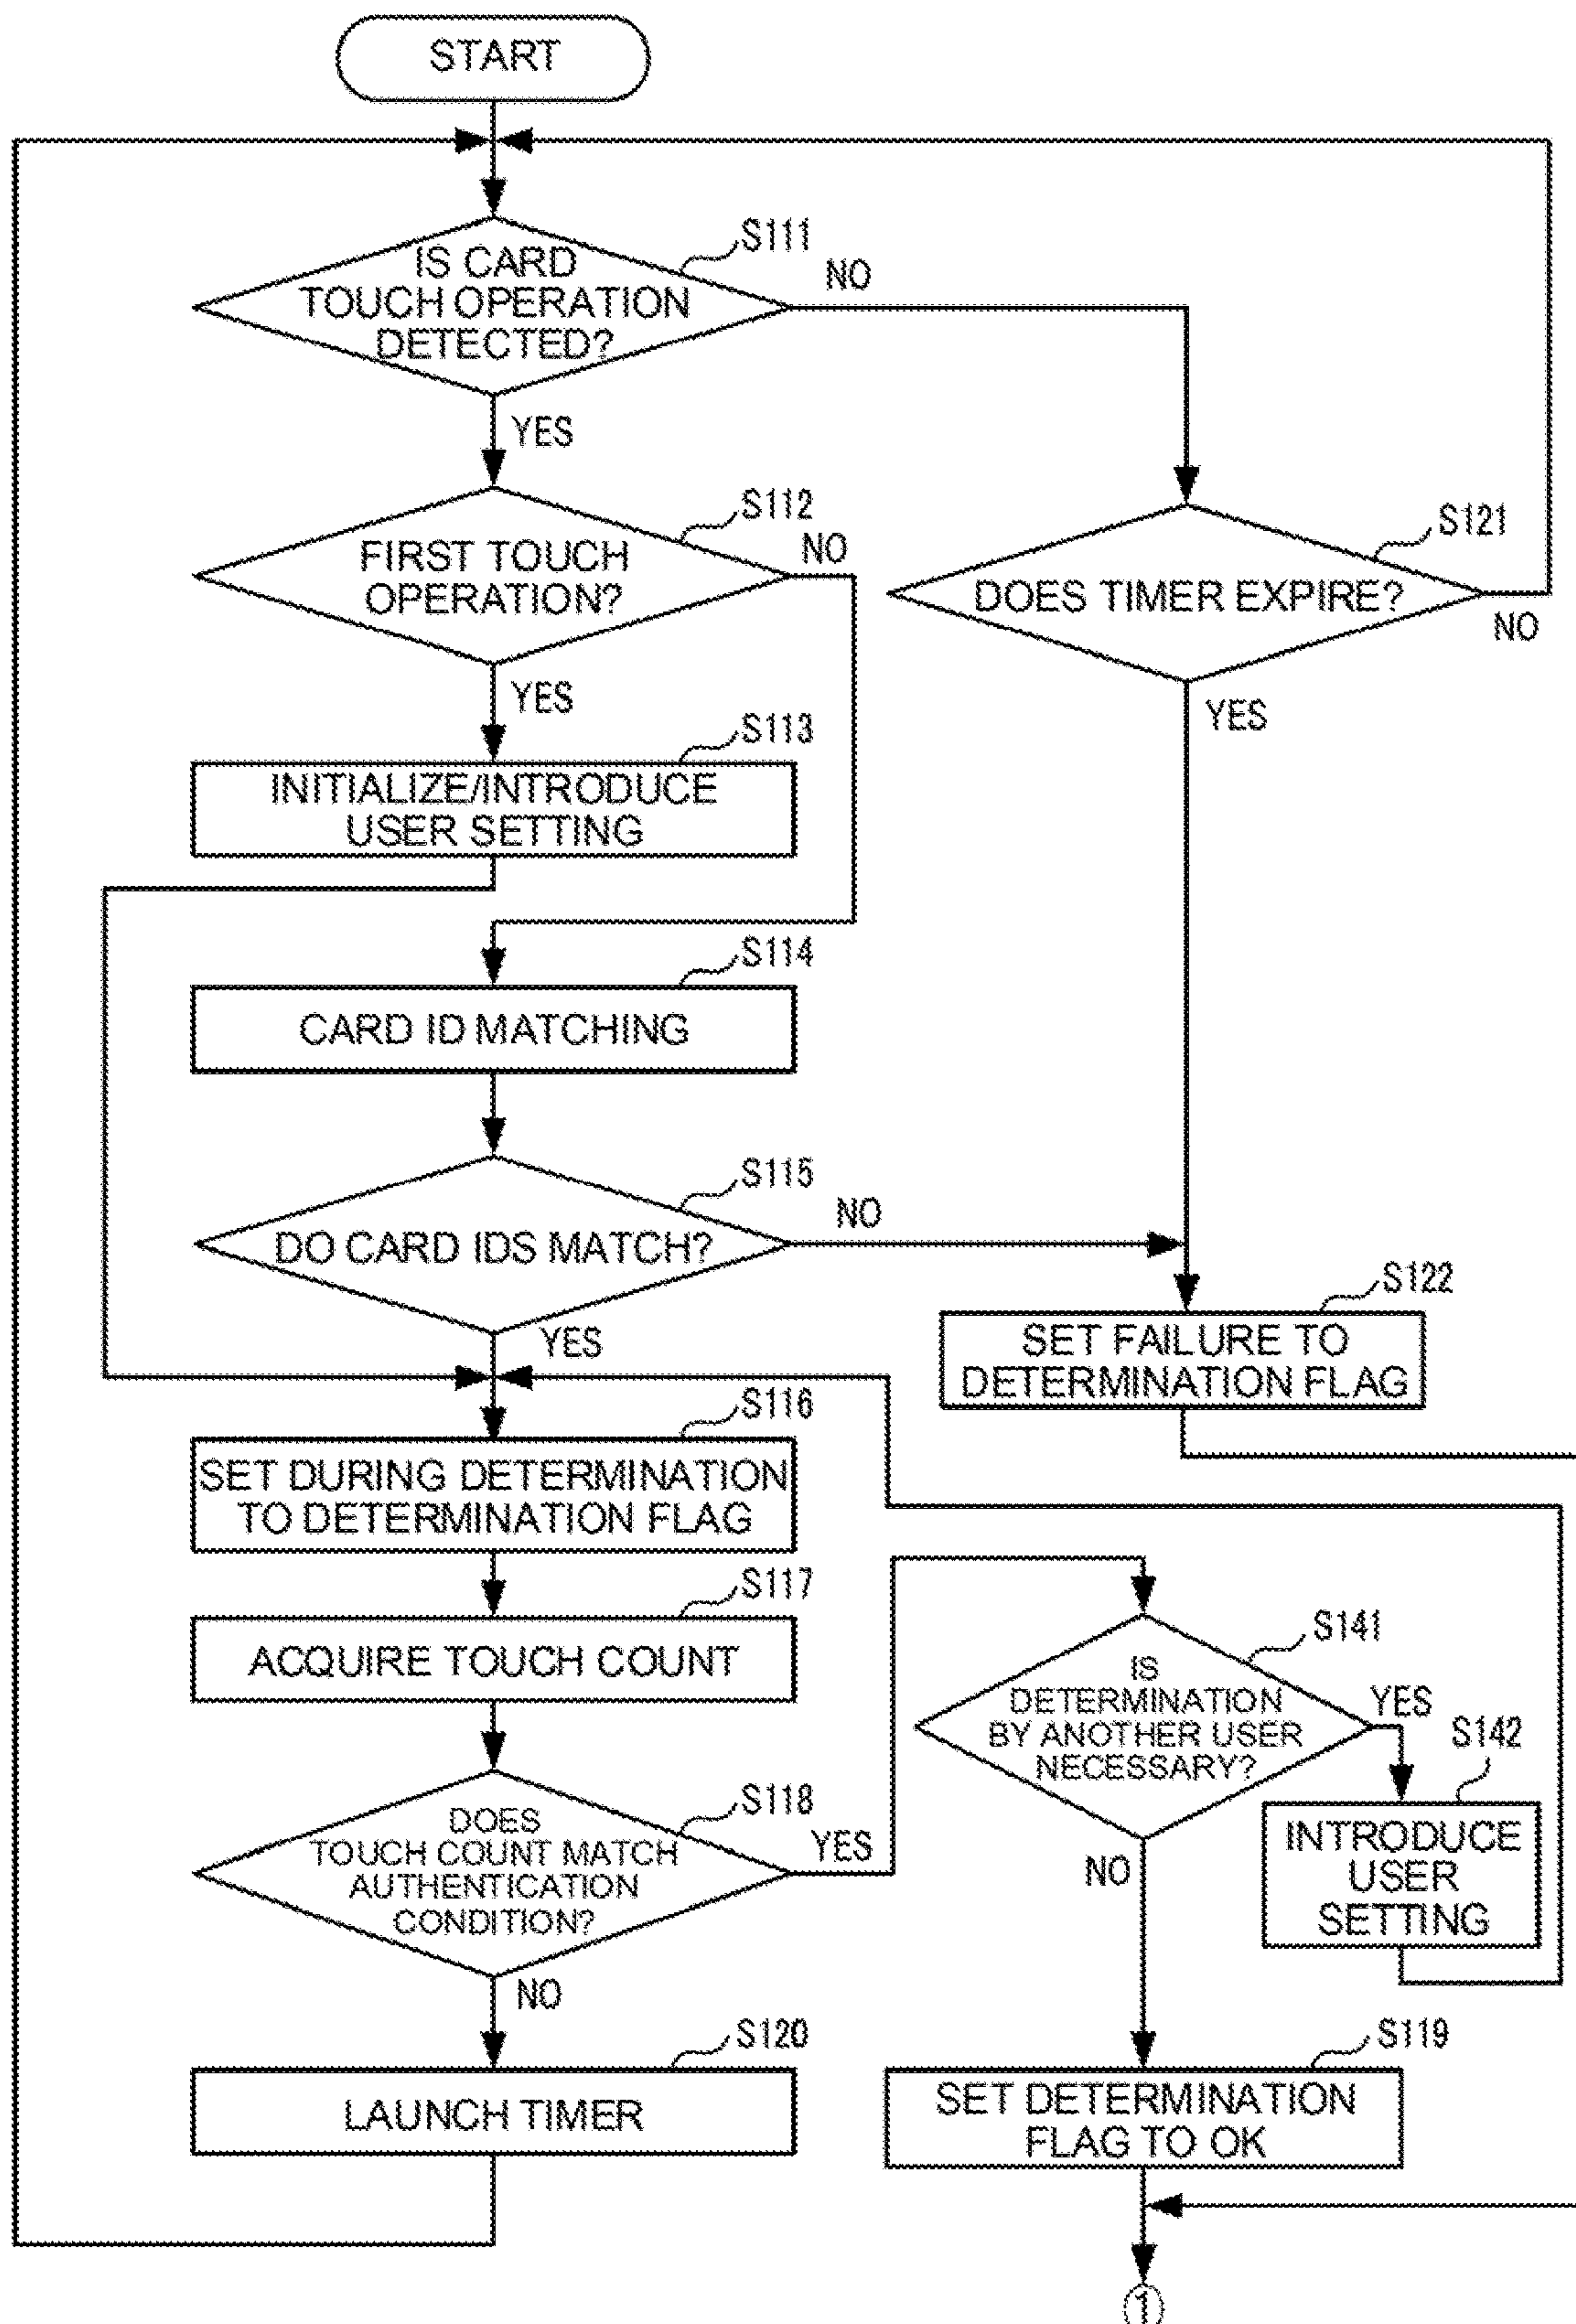 START
S111
IS CARD
TOUCH OPERATION
DETECTED?
NO
YES
S112
FIRST TOUCH
OPERATION?
NO
YES
S121
DOES TIMER EXPIRE?
NO
YES
S113
INITIALIZE/INTRODUCE
USER SETTING
S114
CARD ID MATCHING
S115
DO CARD IDS MATCH?
NO
YES
S122
SET FAILURE TO
DETERMINATION FLAG
S116
SET DURING DETERMINATION
TO DETERMINATION FLAG
S117
ACQUIRE TOUCH COUNT
S118
DOES
TOUCH COUNT MATCH
AUTHENTICATION
CONDITION?
YES
NO
S141
IS
DETERMINATION
BY ANOTHER USER
NECESSARY?
YES
NO
S142
INTRODUCE
USER
SETTING
S120
LAUNCH TIMER
S119
SET DETERMINATION
FLAG TO OK
1